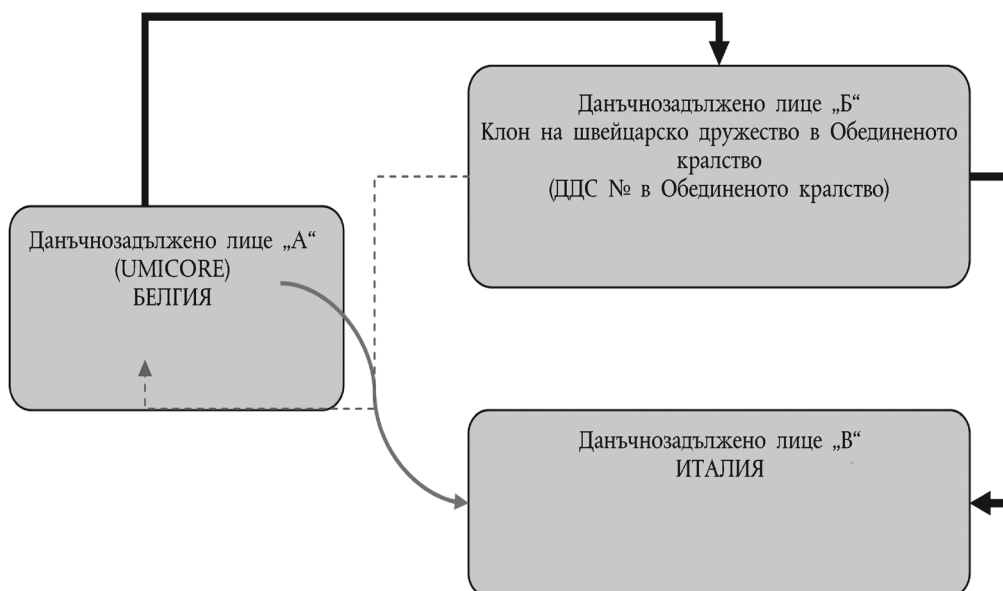 Данъчнозадължено лице „Б“
Клон на швейцарско дружество в Обединеното
кралство
(ДДС № в Обединеното кралство)
Данъчнозадължено лице „А“
(UMICORE)
БЕЛГИЯ
Данъчнозадължено лице „В“
ИТАЛИЯ